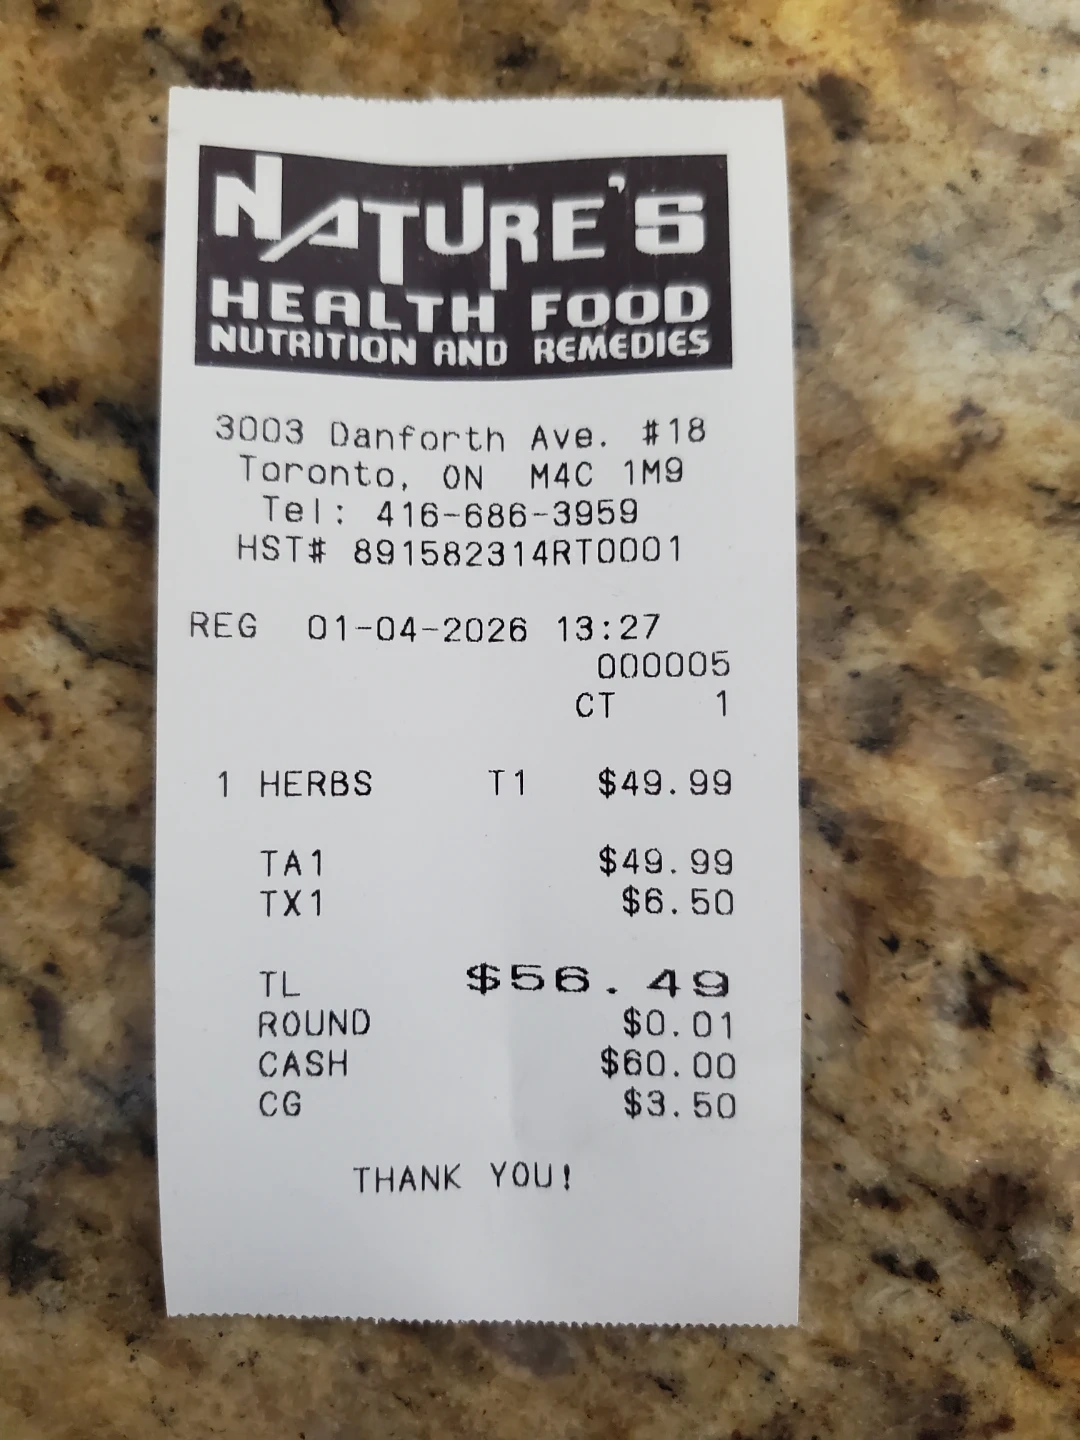 NATURE'S
HEALTH FOOD
NUTRITION AND REMEDIES
3003 Danforth Ave. #18
Toronto, ON M4C 1M9
Tel: 416-686-3959
HST# 891582314RT0001
REG 01-04-2026 13:27
000005
CT 1
1 HERBS T1 $49.99
TA1 $49.99
TX1 $6.50
TL $56.49
ROUND $0.01
CASH $60.00
CG $3.50
THANK YOU!